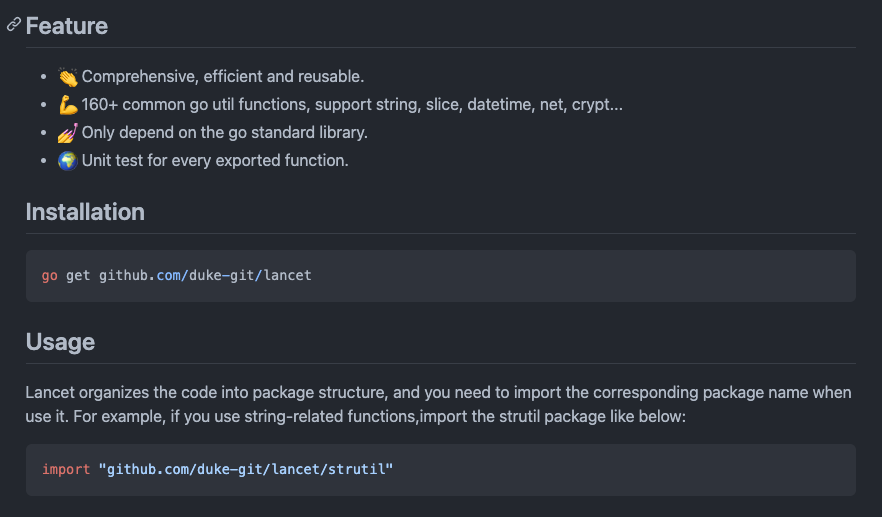 Feature
👏 Comprehensive, efficient and reusable.
💪 160+ common go util functions, support string, slice, datetime, net, crypt...
💅 Only depend on the go standard library.
🌍 Unit test for every exported function.
Installation
go get github.com/duke-git/lancet
Usage
Lancet organizes the code into package structure, and you need to import the corresponding package name when
use it. For example, if you use string-related functions,import the strutil package like below:
import "github.com/duke-git/lancet/strutil"